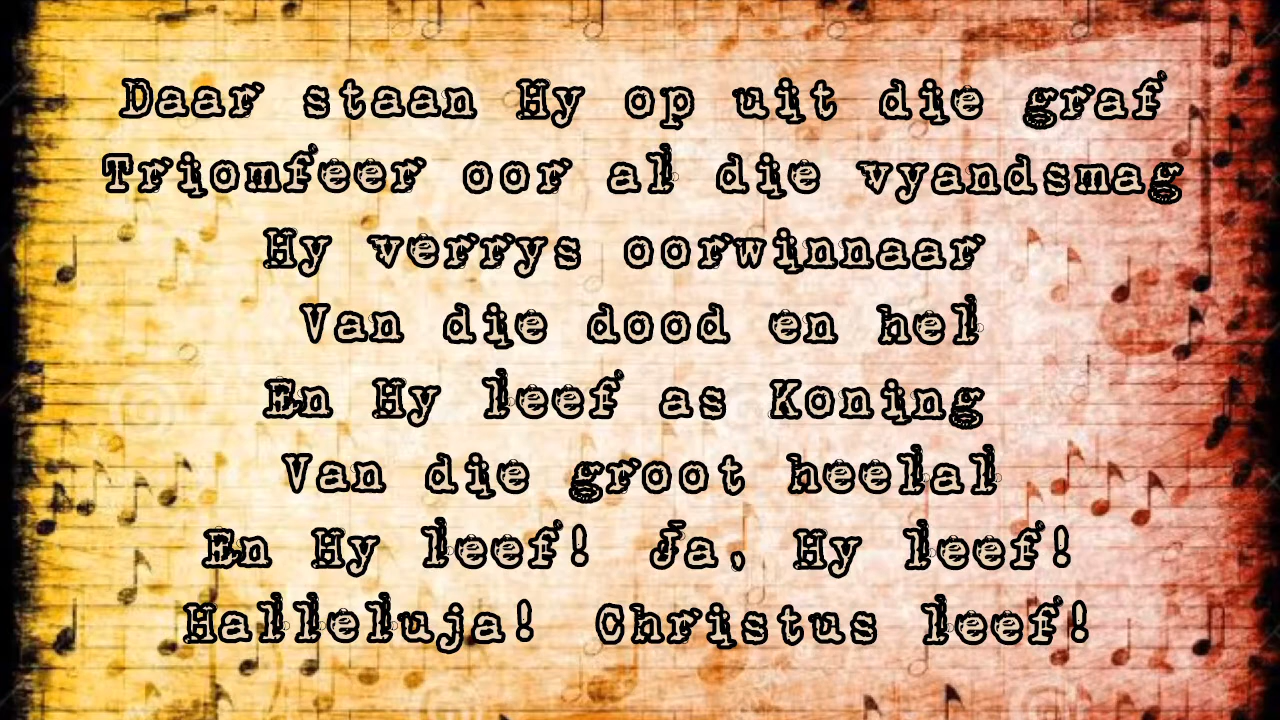 Daar staan Hy op uit die graf
Triomfeer oor al die vyandsmag
Hy verrys oorwinnaar
Van die dood en hel
En Hy leef as Koning
Van die groot heelal
En Hy leef! Ja, Hy leef!
Halleluja! Christus leef!